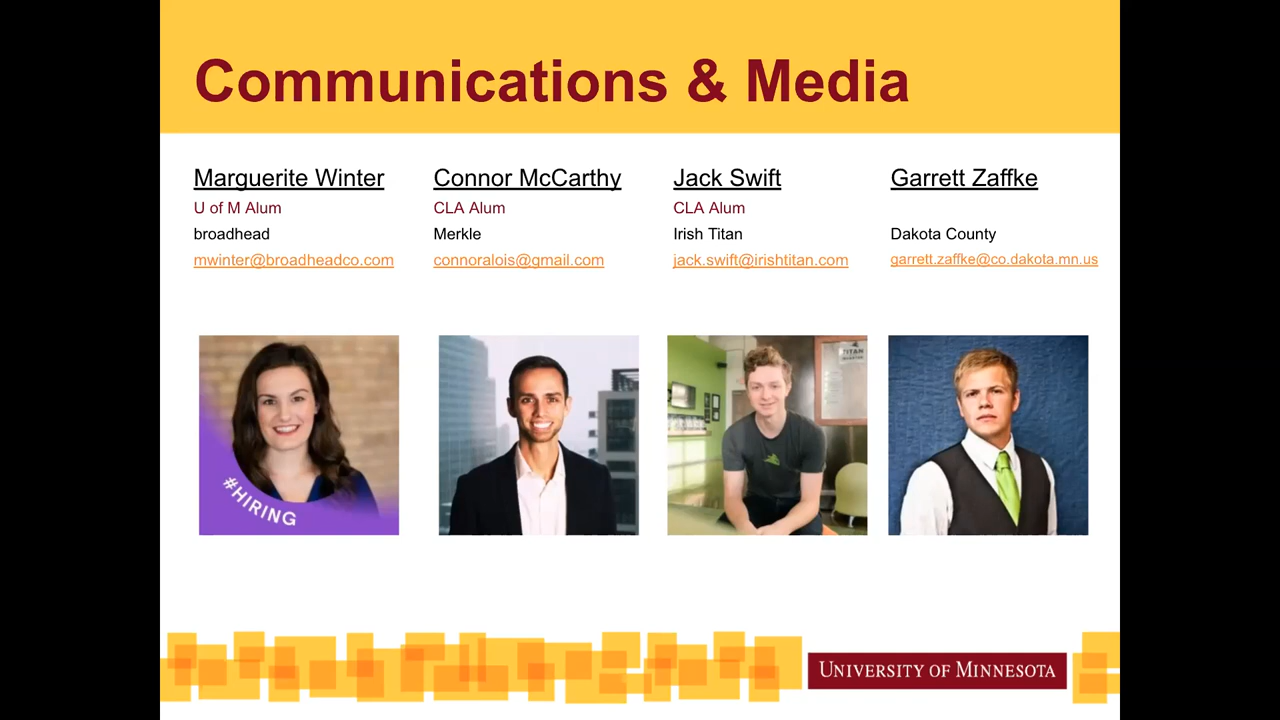 Communications & Media
Marguerite Winter
U of M Alum
broadhead
mwinter@broadheadco.com
Connor McCarthy
CLA Alum
Merkle
connoralois@gmail.com
Jack Swift
CLA Alum
Irish Titan
jack.swift@irishtitan.com
Garrett Zaffke
Dakota County
garrett.zaffke@co.dakota.mn.us
#HIRING
TITAN
UNIVERSITY OF MINNESOTA